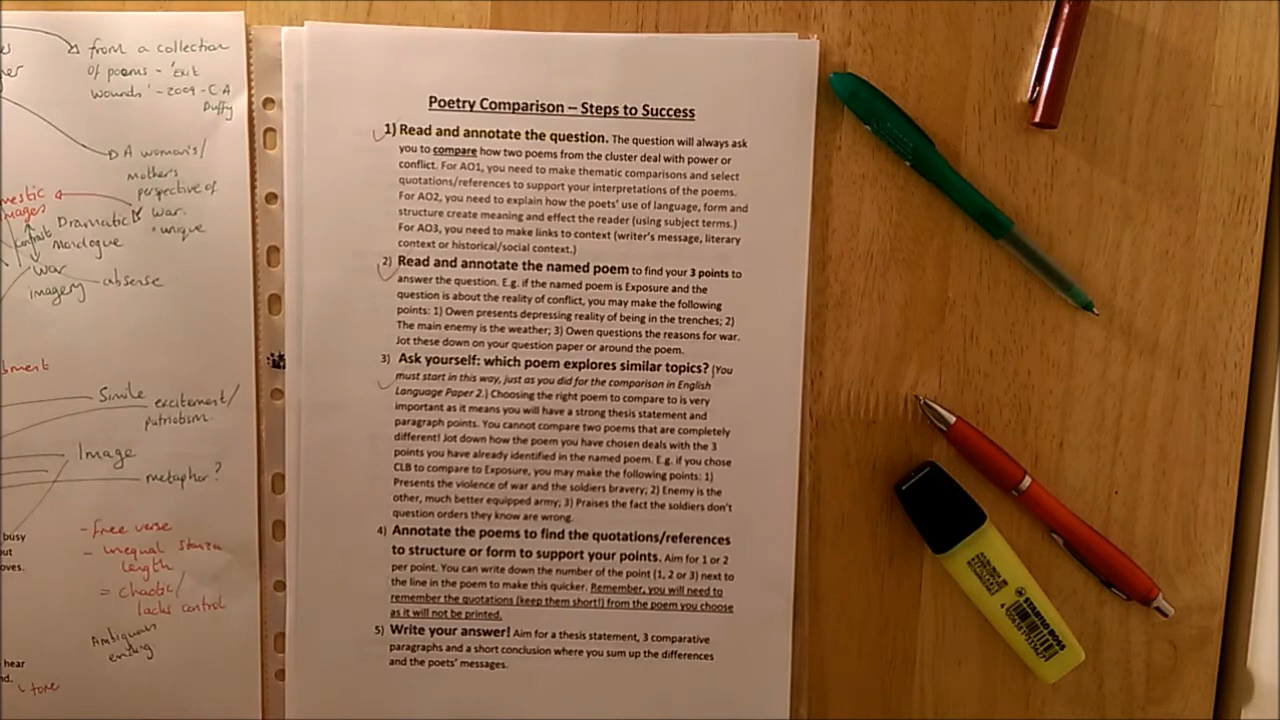 from a collection
of poems - 'exit
wounds' - 2009 - C A
Duffy
A woman's/
mother's
perspective of
war.
unique
mages
Dramatic
monologue
contrast
war
imagery
absense
Simile
excitement/
patriotism.
Image
metaphor?
busy
- free verse
- unequal stanza
length
= chaotic/
lacks control
oves.
Ambiguous
ending
hear
nd.
tone
Poetry Comparison – Steps to Success
1) Read and annotate the question. The question will always ask
you to compare how two poems from the cluster deal with power or
conflict. For AO1, you need to make thematic comparisons and select
quotations/references to support your interpretations of the poems.
For AO2, you need to explain how the poets' use of language, form and
structure create meaning and effect the reader (using subject terms.)
For AO3, you need to make links to context (writer's message, literary
context or historical/social context.)
2) Read and annotate the named poem to find your 3 points to
answer the question. E.g. if the named poem is Exposure and the
question is about the reality of conflict, you may make the following
points: 1) Owen presents depressing reality of being in the trenches; 2)
The main enemy is the weather; 3) Owen questions the reasons for war.
Jot these down on your question paper or around the poem.
3) Ask yourself: which poem explores similar topics? (You
must start in this way, just as you did for the comparison in English
Language Paper 2.) Choosing the right poem to compare to is very
important as it means you will have a strong thesis statement and
paragraph points. You cannot compare two poems that are completely
different! Jot down how the poem you have chosen deals with the 3
points you have already identified in the named poem. E.g. if you chose
CLB to compare to Exposure, you may make the following points: 1)
Presents the violence of war and the soldiers bravery; 2) Enemy is the
other, much better equipped army; 3) Praises the fact the soldiers don't
question orders they know are wrong.
4) Annotate the poems to find the quotations/references
to structure or form to support your points. Aim for 1 or 2
per point. You can write down the number of the point (1, 2 or 3) next to
the line in the poem to make this quicker. Remember, you will need to
remember the quotations (keep them short!) from the poem you choose
as it will not be printed.
5) Write your answer! Aim for a thesis statement, 3 comparative
paragraphs and a short conclusion where you sum up the differences
and the poets' messages.
STABILO BOSS